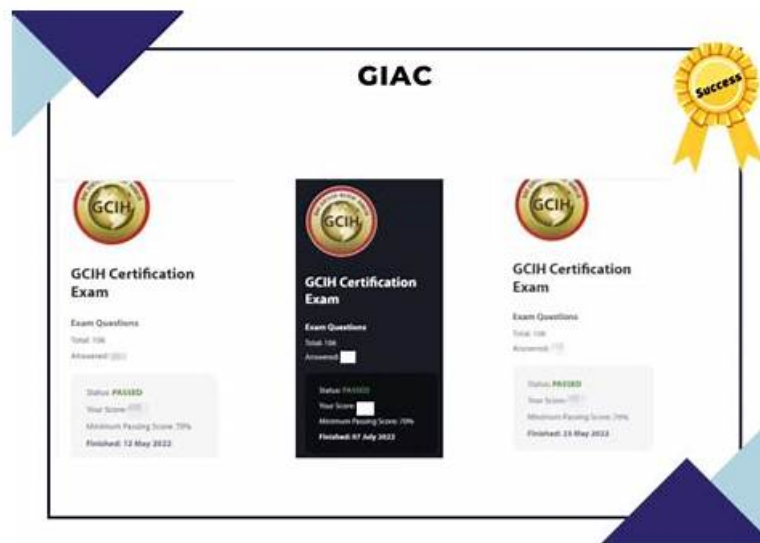 GIAC
Success
GCIH
GCIH Certification
Exam
Exam Questions
Total: 106
Answered:
Status: PASSED
Your Score:
Minimum Passing Score: 70%
Finished: 12 May 2022
GCIH
GCIH Certification
Exam
Exam Questions
Total: 106
Answered:
Status: PASSED
Your Score:
Minimum Passing Score: 70%
Finished: 07 July 2022
GCIH
GCIH Certification
Exam
Exam Questions
Total: 106
Answered:
Status: PASSED
Your Score:
Minimum Passing Score: 70%
Finished: 23 May 2022